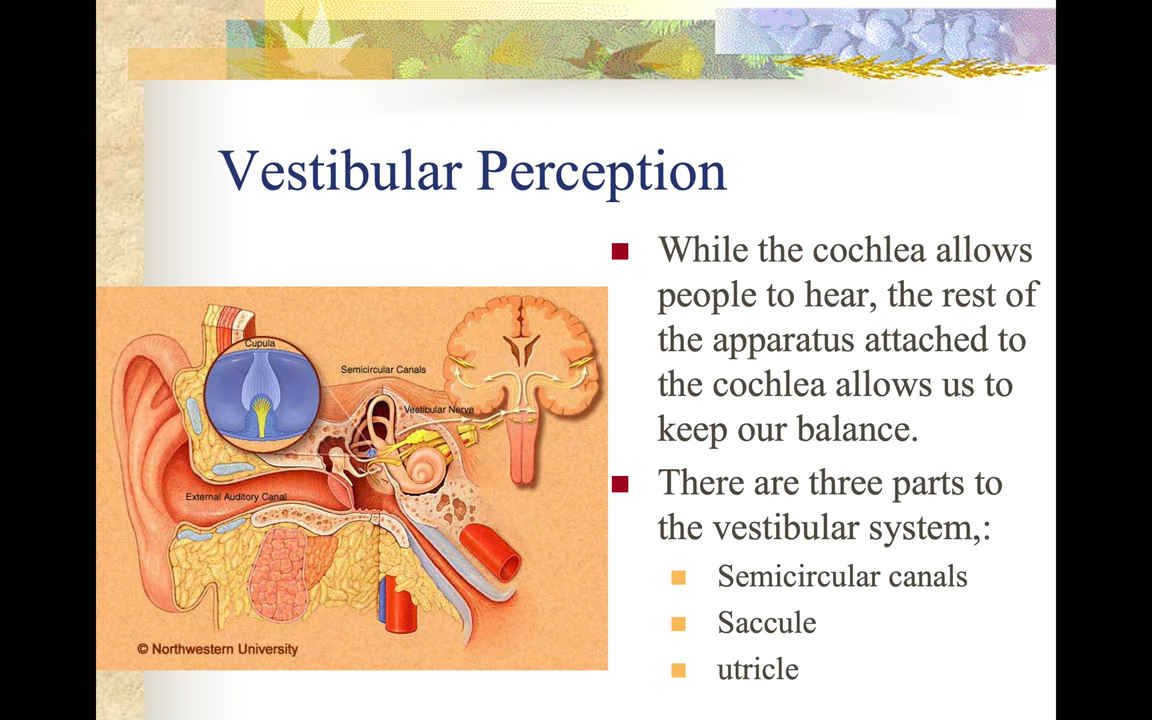 Vestibular Perception
While the cochlea allows
people to hear, the rest of
the apparatus attached to
the cochlea allows us to
keep our balance.
There are three parts to
the vestibular system,:
Semicircular canals
Saccule
utricle
Cupula
Semicircular Canals
Vestibular Nerve
External Auditory Canal
© Northwestern University